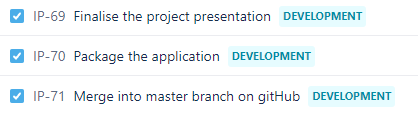 IP-69 Finalise the project presentation DEVELOPMENT
IP-70 Package the application DEVELOPMENT
IP-71 Merge into master branch on gitHub DEVELOPMENT